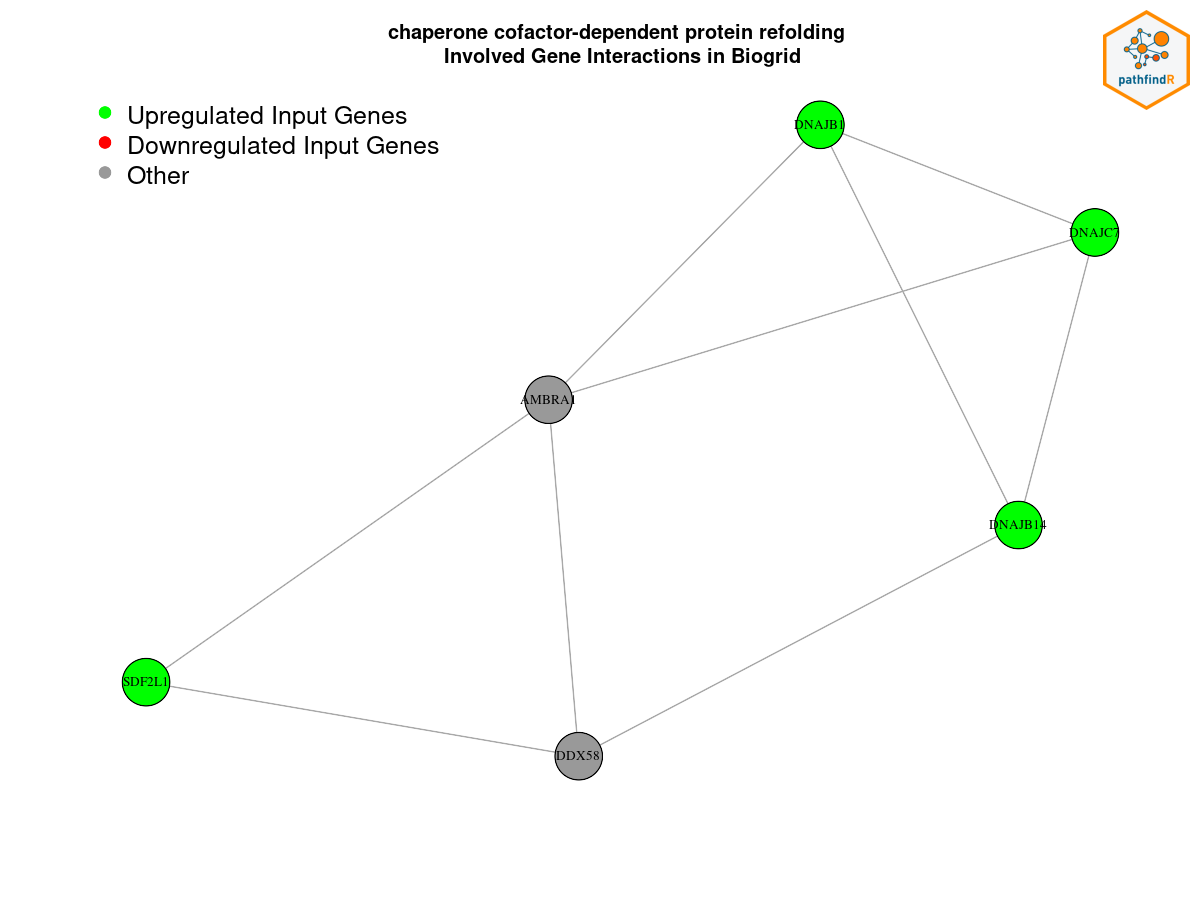 chaperone cofactor-dependent protein refolding
Involved Gene Interactions in Biogrid
pathfindR
Upregulated Input Genes
Downregulated Input Genes
Other
DNAJB1
DNAJC7
AMBRA1
DNAJB14
SDF2L1
DDX58